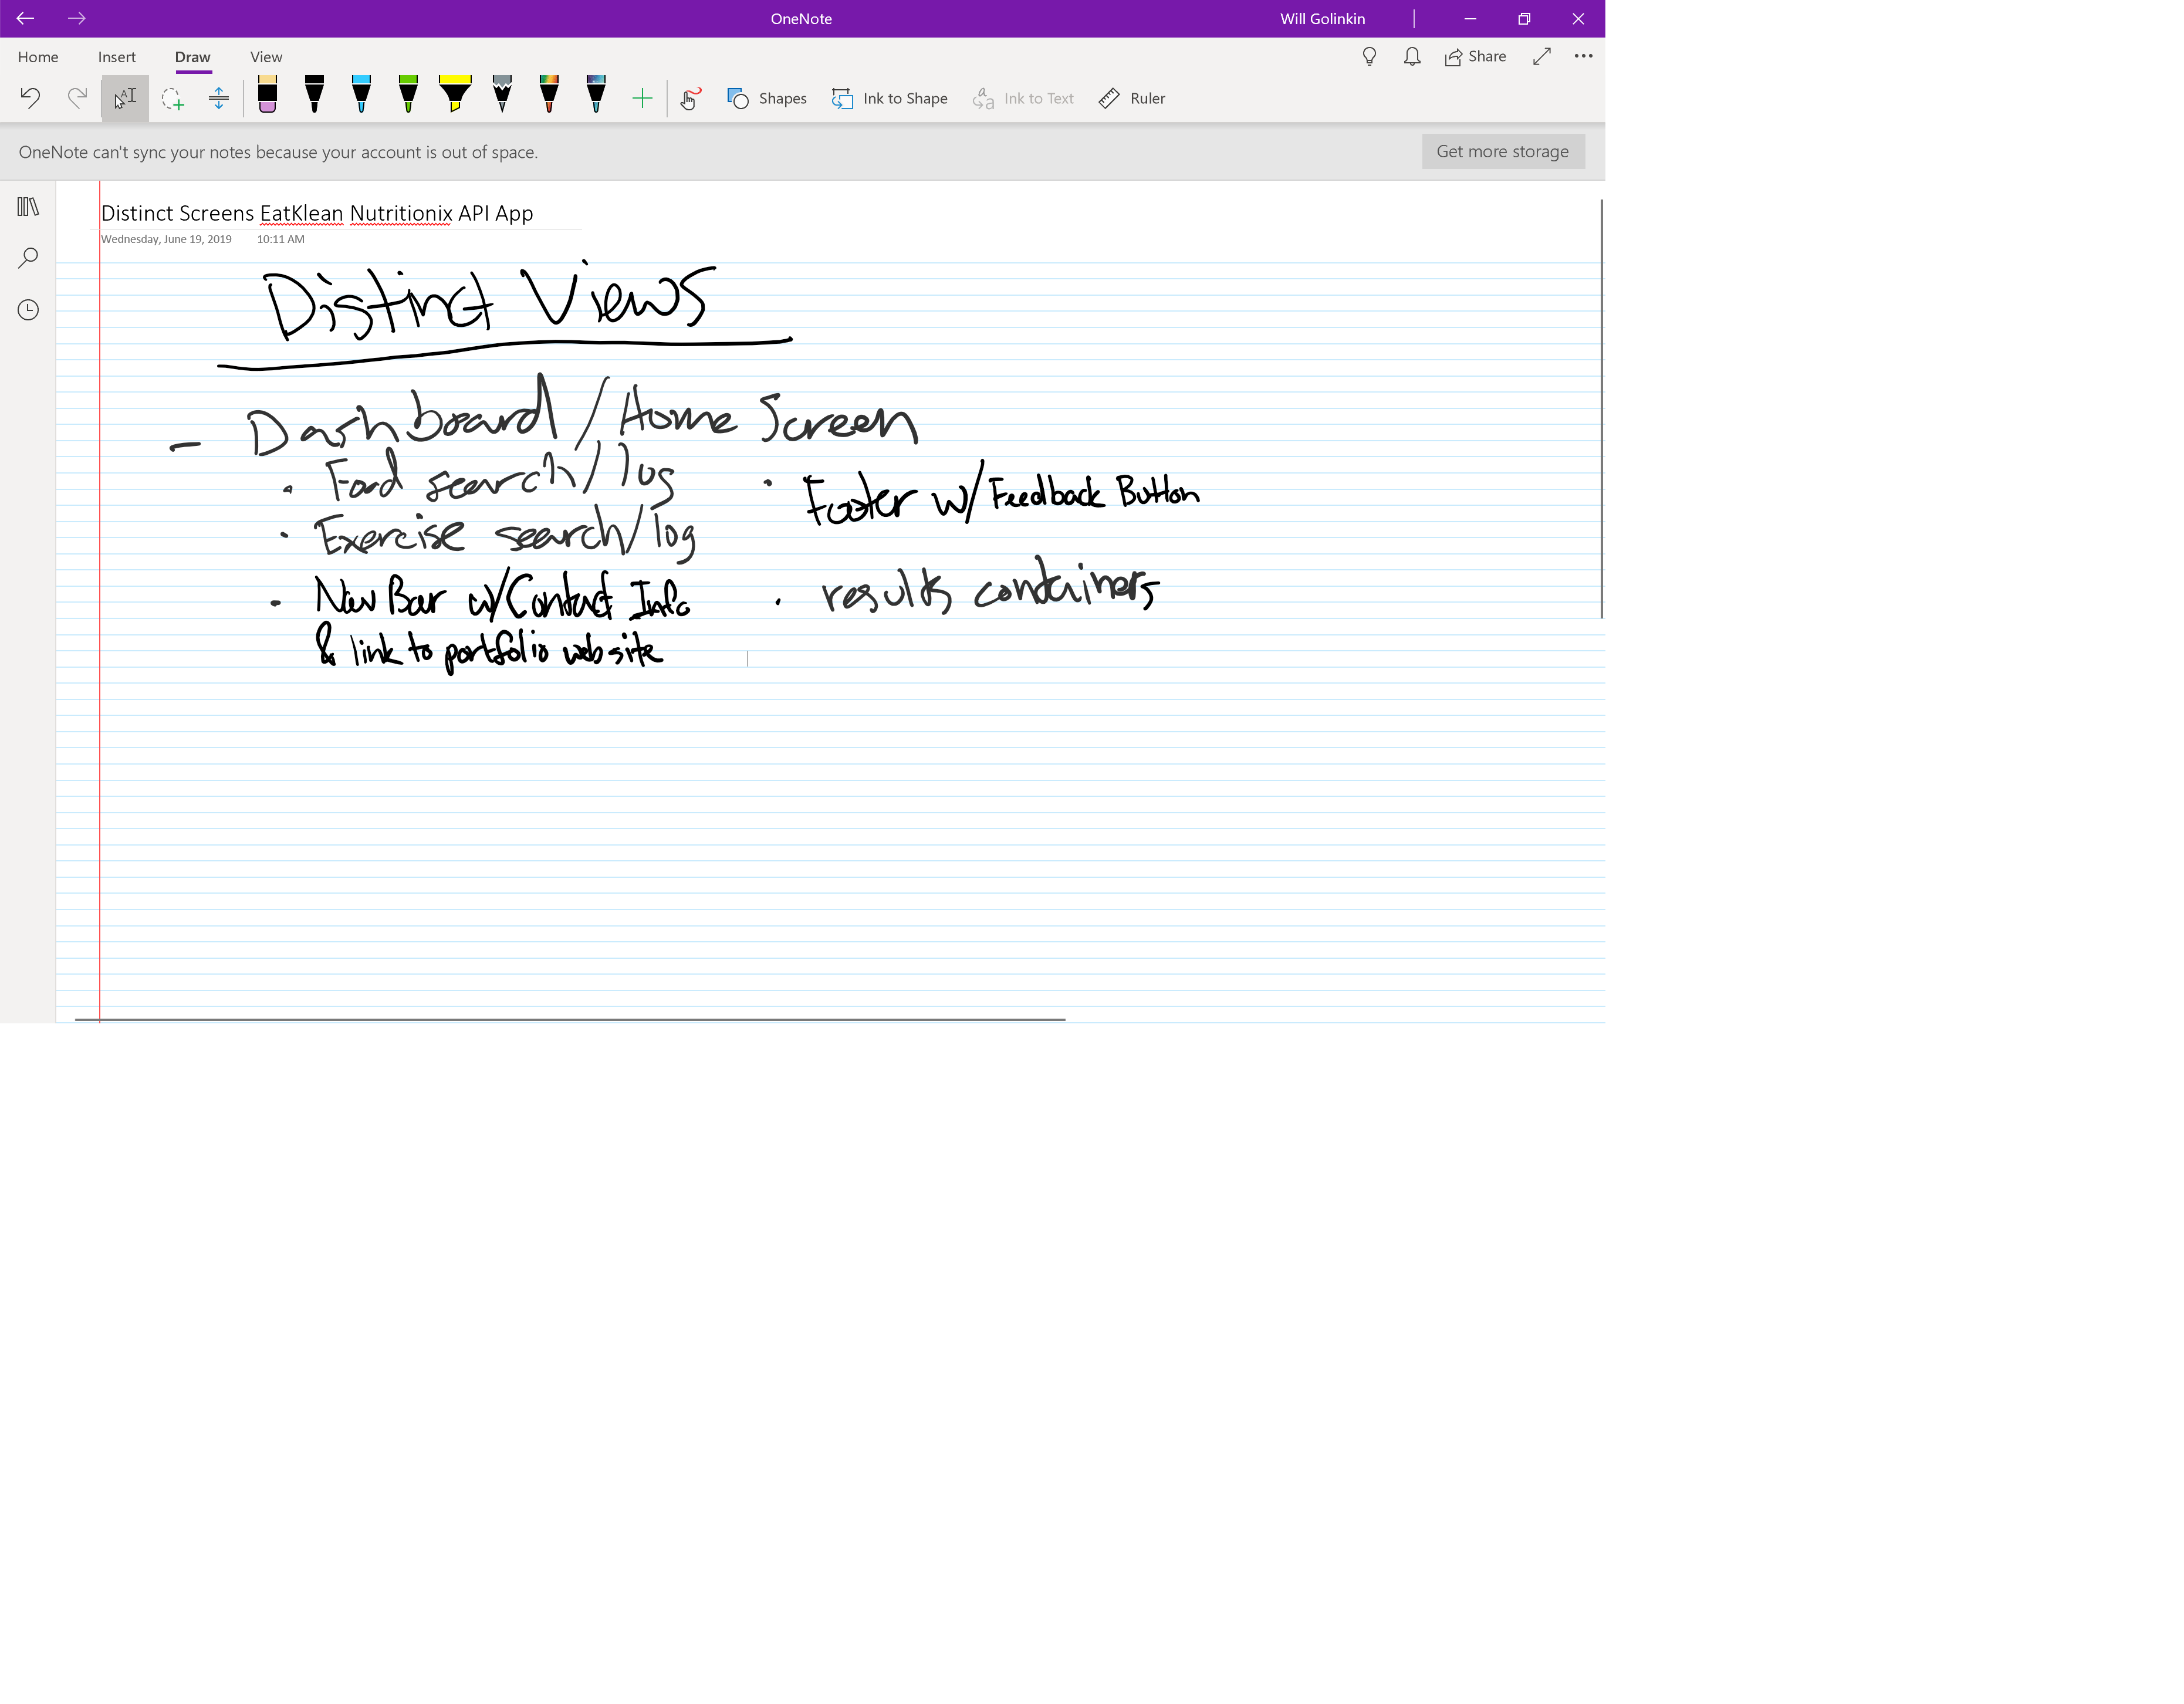 OneNote
Will Golinkin
Home Insert Draw View
Share
Shapes Ink to Shape Ink to Text Ruler
OneNote can't sync your notes because your account is out of space.
Get more storage
Distinct Screens EatKlean Nutritionix API App
Wednesday, June 19, 2019 10:11 AM
Distinct Views
- Dashboard / Home Screen
• Food search / log
• Exercise search / log
• Nav Bar w/ Contact Info
& link to portfolio website
• Footer w/ Feedback Button
• results containers